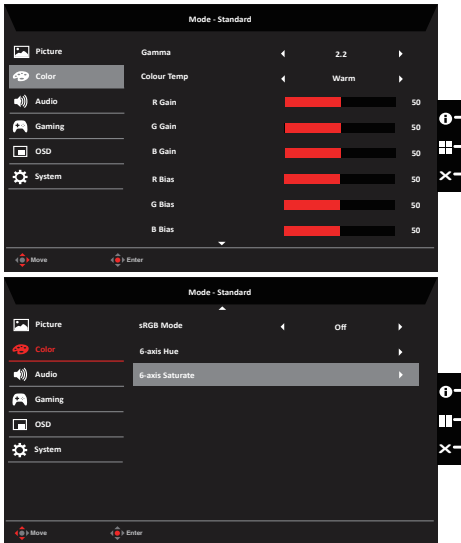 Mode - Standard
Picture
Gamma 2.2
Color
Colour Temp Warm
Audio
R Gain 50
Gaming
G Gain 50
OSD
B Gain 50
System
R Bias 50
G Bias 50
B Bias 50
Move Enter
Mode - Standard
Picture
sRGB Mode Off
Color
6-axis Hue
Audio
6-axis Saturate
Gaming
OSD
System
Move Enter